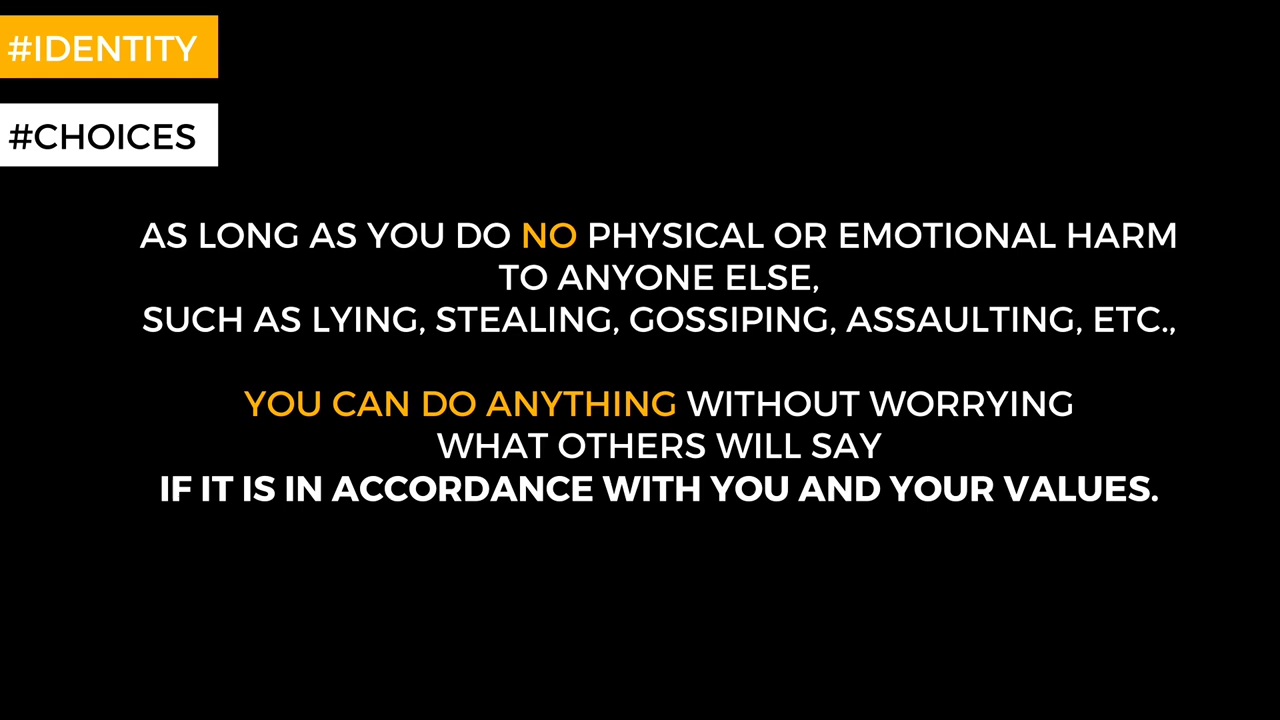 #IDENTITY
#CHOICES
AS LONG AS YOU DO NO PHYSICAL OR EMOTIONAL HARM
TO ANYONE ELSE,
SUCH AS LYING, STEALING, GOSSIPING, ASSAULTING, ETC.,
YOU CAN DO ANYTHING WITHOUT WORRYING
WHAT OTHERS WILL SAY
IF IT IS IN ACCORDANCE WITH YOU AND YOUR VALUES.